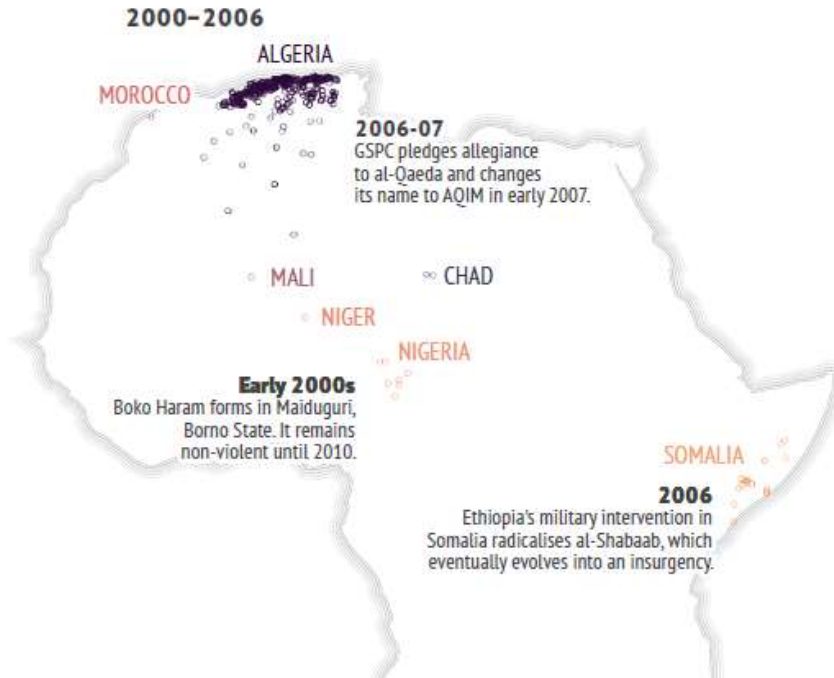 2000–2006
ALGERIA
MOROCCO
2006-07
GSPC pledges allegiance
to al-Qaeda and changes
its name to AQIM in early 2007.
MALI
CHAD
NIGER
NIGERIA
Early 2000s
Boko Haram forms in Maiduguri,
Borno State. It remains
non-violent until 2010.
SOMALIA
2006
Ethiopia's military intervention in
Somalia radicalises al-Shabaab, which
eventually evolves into an insurgency.